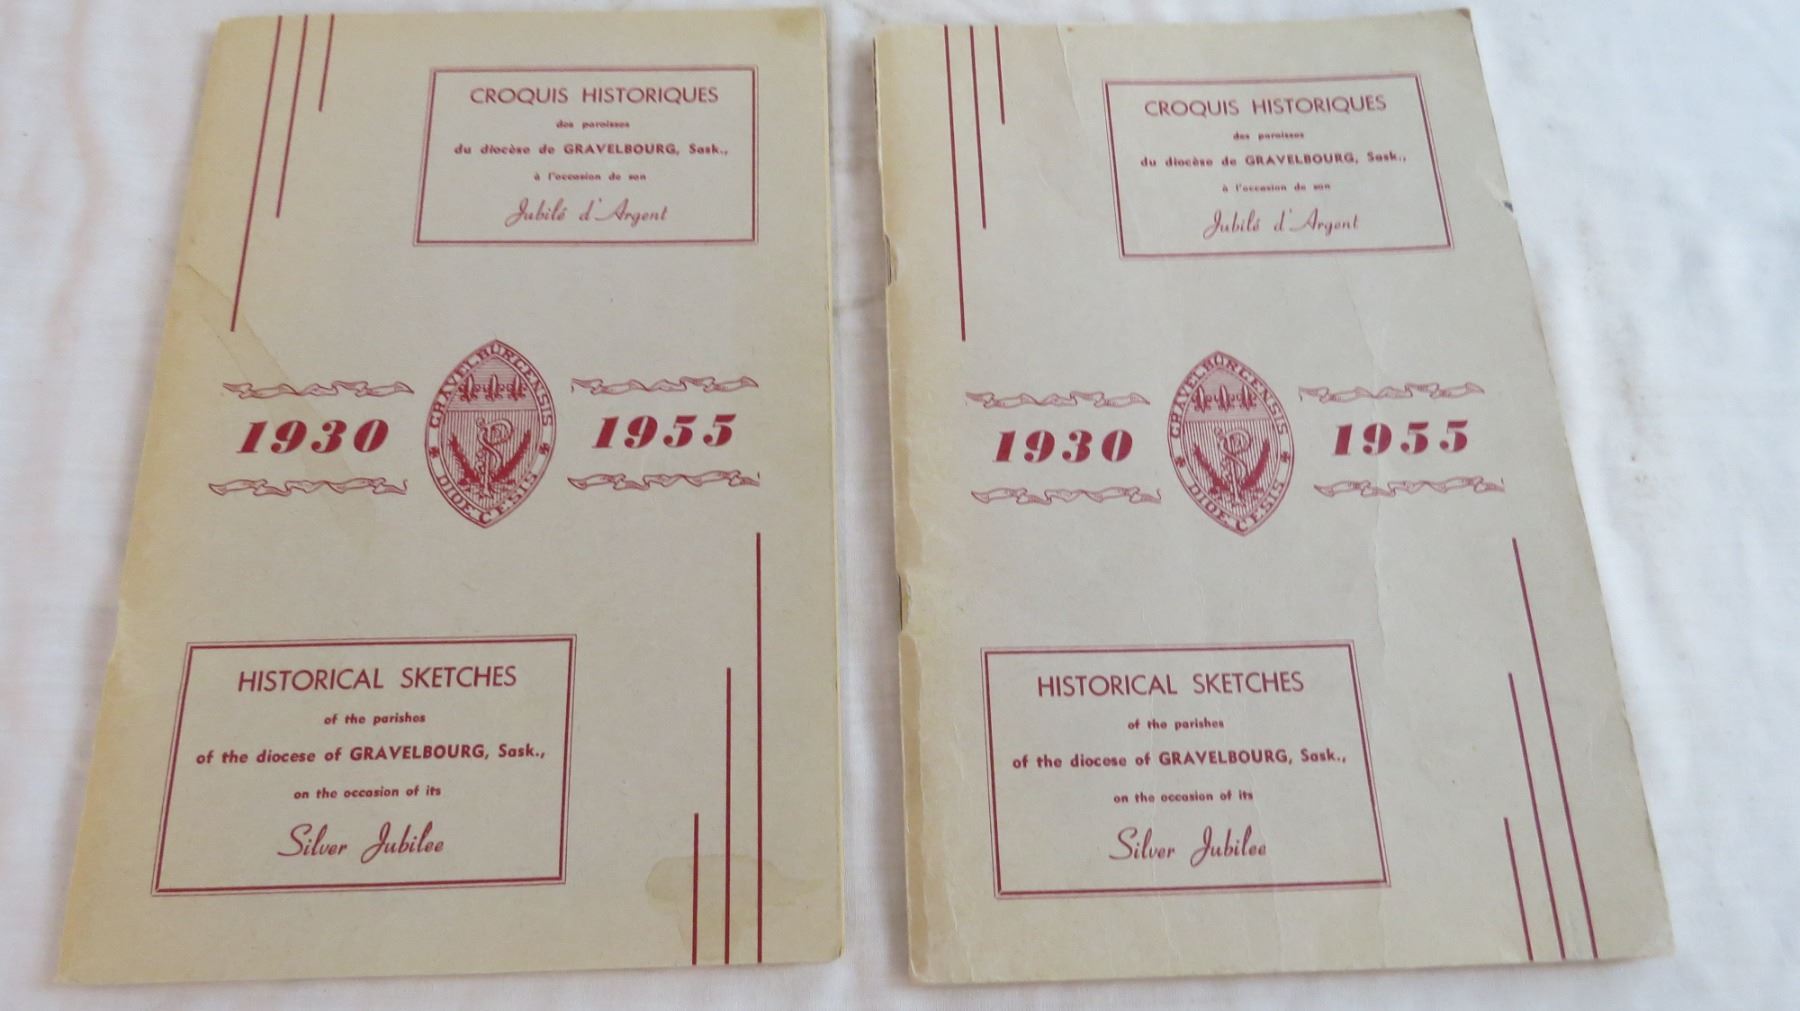 CROQUIS HISTORIQUES
des paroisses
du diocèse de GRAVELBOURG, Sask.,
à l'occasion de son
Jubilé d'Argent
1930
GRAVELBURGENSIS
DIOECESIS
1955
HISTORICAL SKETCHES
of the parishes
of the diocese of GRAVELBOURG, Sask.,
on the occasion of its
Silver Jubilee
CROQUIS HISTORIQUES
des paroisses
du diocèse de GRAVELBOURG, Sask.,
à l'occasion de son
Jubilé d'Argent
1930
GRAVELBURGENSIS
DIOECESIS
1955
HISTORICAL SKETCHES
of the parishes
of the diocese of GRAVELBOURG, Sask.,
on the occasion of its
Silver Jubilee